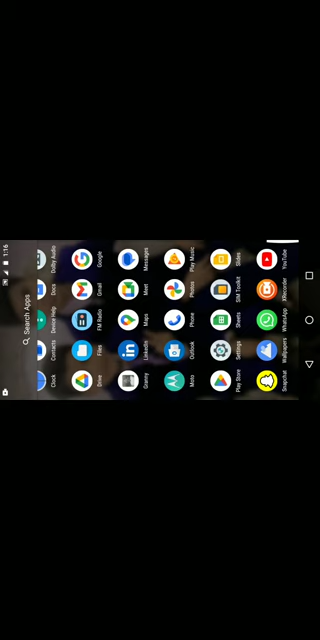 1:16
Search Apps
Clock Contacts Device Help Docs Dolby Audio
Drive Files FM Radio Gmail Google
Granny LinkedIn Maps Meet Messages
Moto Outlook Phone Photos Play Music
Play Store Settings Sheets SIM Toolkit Slides
Snapchat Wallpapers WhatsApp XRecorder YouTube